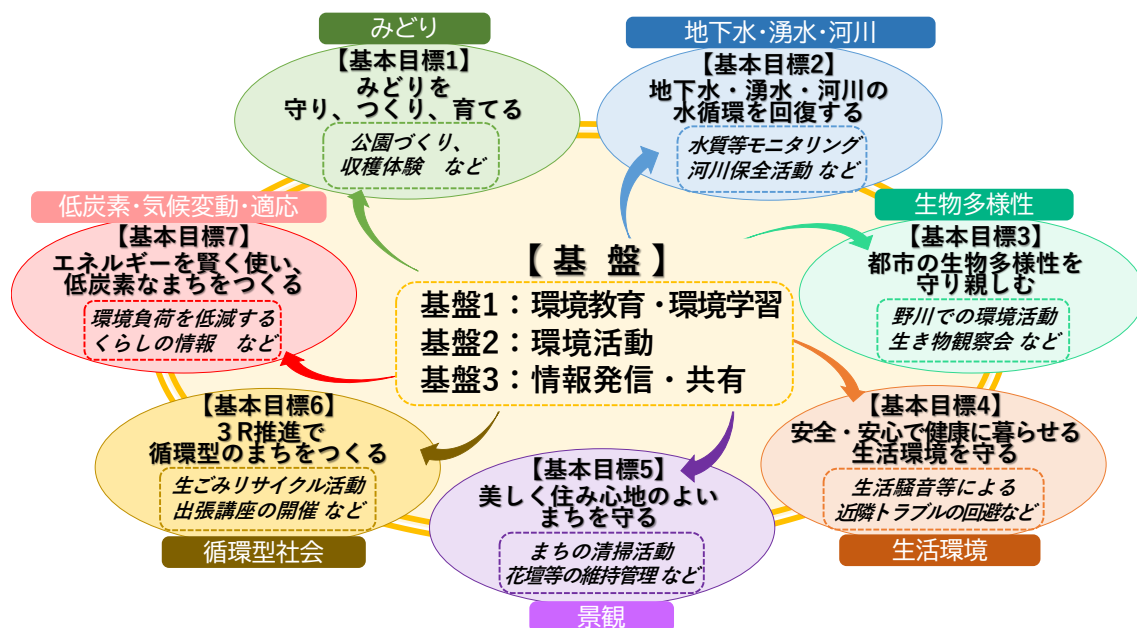 みどり
【基本目標1】
みどりを
守り、つくり、育てる
公園づくり、
収穫体験　など
地下水・湧水・河川
【基本目標2】
地下水・湧水・河川の
水循環を回復する
水質等モニタリング
河川保全活動 など
生物多様性
【基本目標3】
都市の生物多様性を
守り親しむ
野川での環境活動
生き物観察会 など
低炭素・気候変動・適応
【基本目標7】
エネルギーを賢く使い、
低炭素なまちをつくる
環境負荷を低減する
くらしの情報　など
【 基 盤 】
基盤1：環境教育・環境学習
基盤2：環境活動
基盤3：情報発信・共有
【基本目標4】
安全・安心で健康に暮らせる
生活環境を守る
生活騒音等による
近隣トラブルの回避など
生活環境
【基本目標5】
美しく住み心地のよい
まちを守る
まちの清掃活動
花壇等の維持管理 など
景観
【基本目標6】
３R推進で
循環型のまちをつくる
生ごみリサイクル活動
出張講座の開催 など
循環型社会